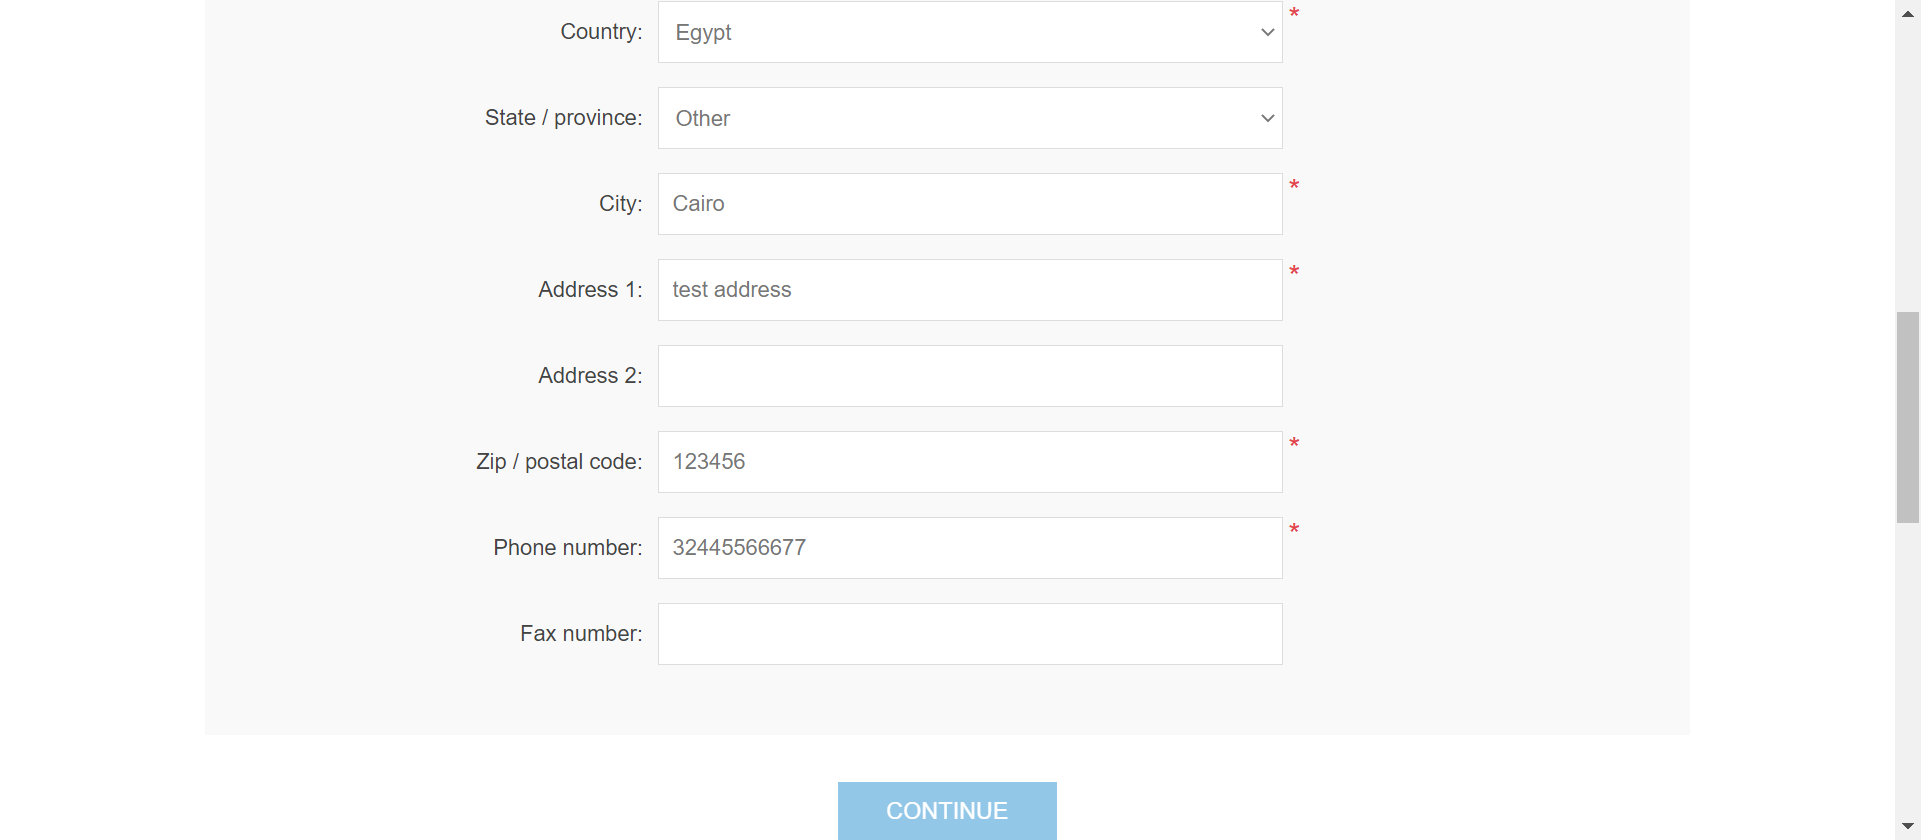 Country: Egypt *
State / province: Other
City: Cairo *
Address 1: test address *
Address 2:
Zip / postal code: 123456 *
Phone number: 32445566677 *
Fax number:
CONTINUE